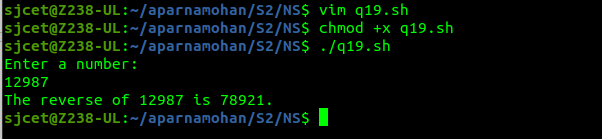 sjcet@Z238-UL:~/aparnamohan/S2/NS$ vim q19.sh
sjcet@Z238-UL:~/aparnamohan/S2/NS$ chmod +x q19.sh
sjcet@Z238-UL:~/aparnamohan/S2/NS$ ./q19.sh
Enter a number:
12987
The reverse of 12987 is 78921.
sjcet@Z238-UL:~/aparnamohan/S2/NS$